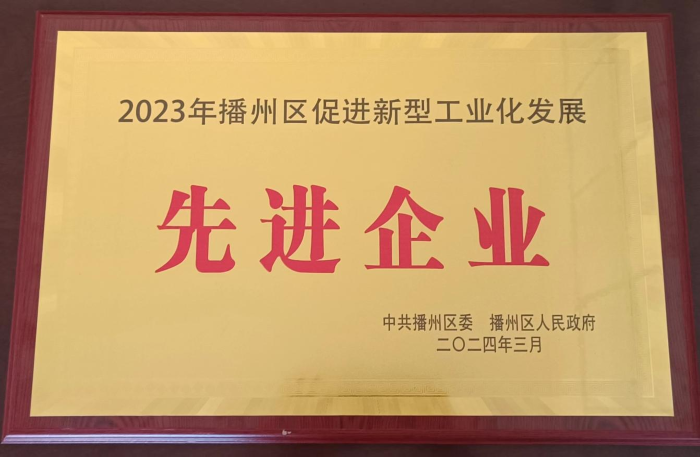 2023年播州区促进新型工业化发展
先进企业
中共播州区委 播州区人民政府
二〇二四年三月